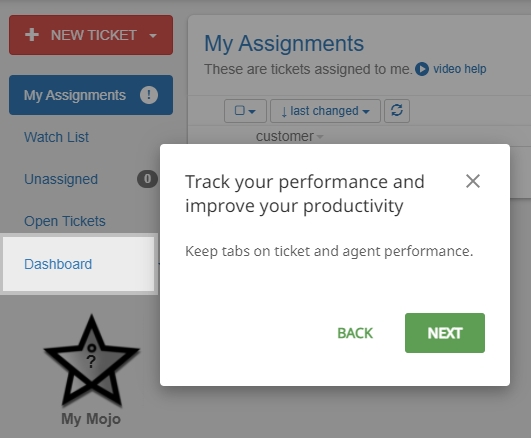 NEW TICKET
My Assignments !
Watch List
Unassigned 0
Open Tickets
Dashboard
?
My Mojo
My Assignments
These are tickets assigned to me. video help
↓ last changed
customer
Track your performance and
improve your productivity
Keep tabs on ticket and agent performance.
BACK NEXT